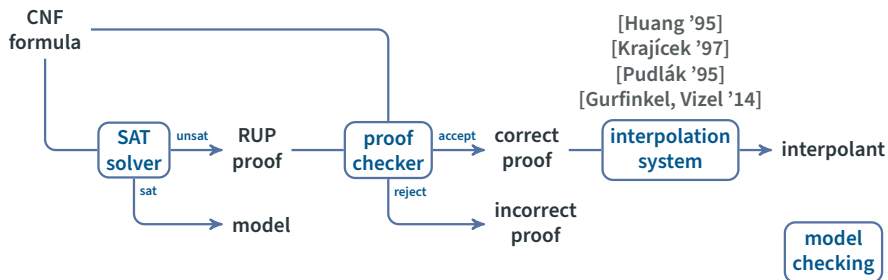 CNF
formula
[Huang ’95]
[Krajícek ’97]
[Pudlák ’95]
[Gurfinkel, Vizel ’14]
SAT
solver
unsat
RUP
proof
proof
checker
accept
correct
proof
interpolation
system
interpolant
sat
model
reject
incorrect
proof
model
checking